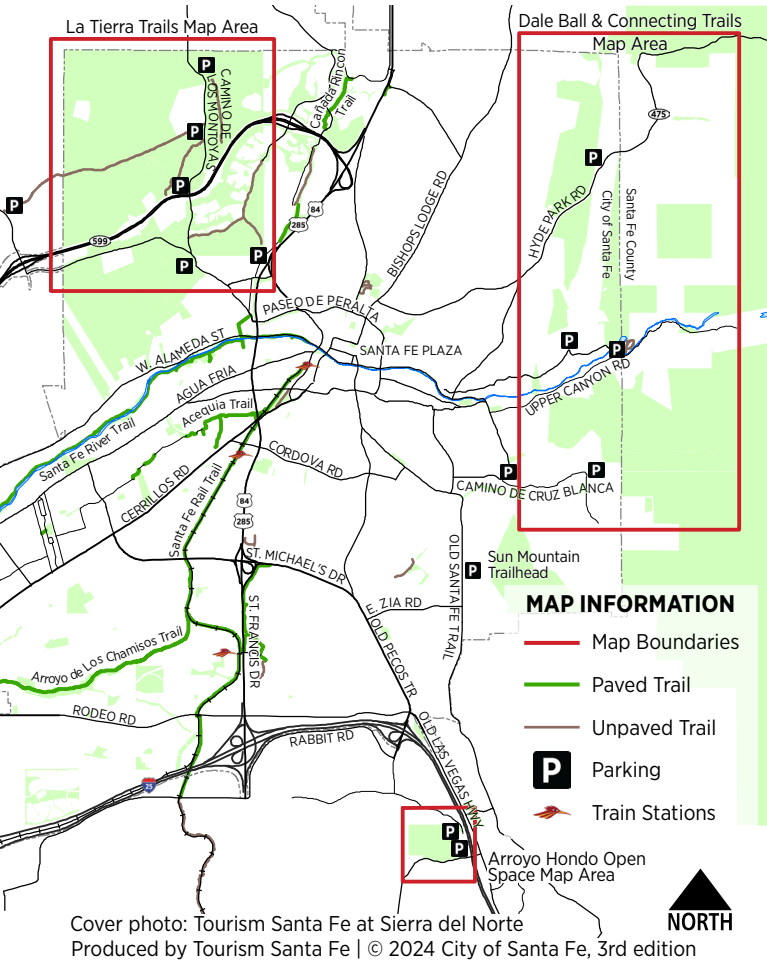 La Tierra Trails Map Area
Dale Ball & Connecting Trails
Map Area
P
CAMINO DE
LOS MONTOYAS
Cañada Rincon
Trail
475
P
P
P
P
HYDE PARK RD
Santa Fe County
City of Santa Fe
BISHOPS LODGE RD
84
285
599
P
P
PASEO DE PERALTA
W. ALAMEDA ST
SANTA FE PLAZA
P
P
AGUA FRIA
UPPER CANYON RD
Acequia Trail
Santa Fe River Trail
CORDOVA RD
CERRILLOS RD
Santa Fe Rail Trail
P
P
CAMINO DE CRUZ BLANCA
84
285
ST. MICHAEL'S DR
OLD SANTA FE TRAIL
P
Sun Mountain
Trailhead
E. ZIA RD
ST. FRANCIS DR
OLD PECOS TR
Arroyo de Los Chamisos Trail
RODEO RD
RABBIT RD
OLD LAS VEGAS HWY
25
MAP INFORMATION
Map Boundaries
Paved Trail
Unpaved Trail
P
Parking
Train Stations
P
P
Arroyo Hondo Open
Space Map Area
NORTH
Cover photo: Tourism Santa Fe at Sierra del Norte
Produced by Tourism Santa Fe | © 2024 City of Santa Fe, 3rd edition